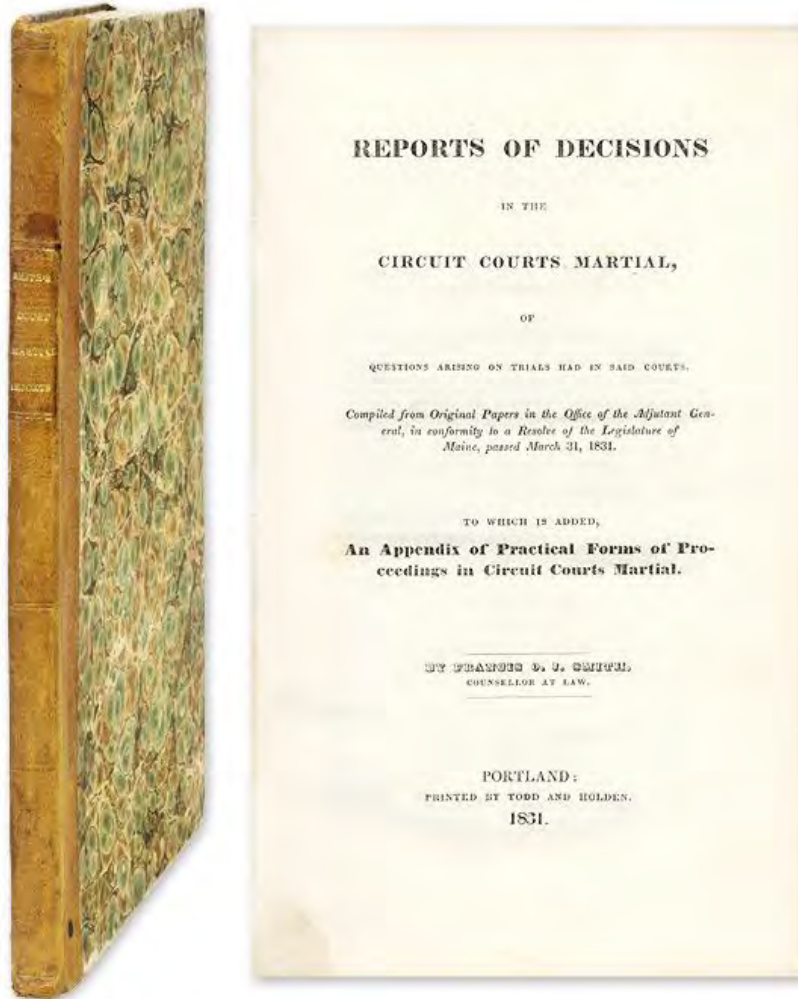 SMITH'S
COURT
MARTIAL
REPORTS
REPORTS OF DECISIONS
IN THE
CIRCUIT COURTS MARTIAL,
OF
QUESTIONS ARISING ON TRIALS HAD IN SAID COURTS.
Compiled from Original Papers in the Office of the Adjutant Gen-
eral, in conformity to a Resolve of the Legislature of
Maine, passed March 31, 1831.
TO WHICH IS ADDED,
An Appendix of Practical Forms of Pro-
ceedings in Circuit Courts Martial.
BY FRANCIS O. J. SMITH,
COUNSELLOR AT LAW.
PORTLAND:
PRINTED BY TODD AND HOLDEN.
1831.